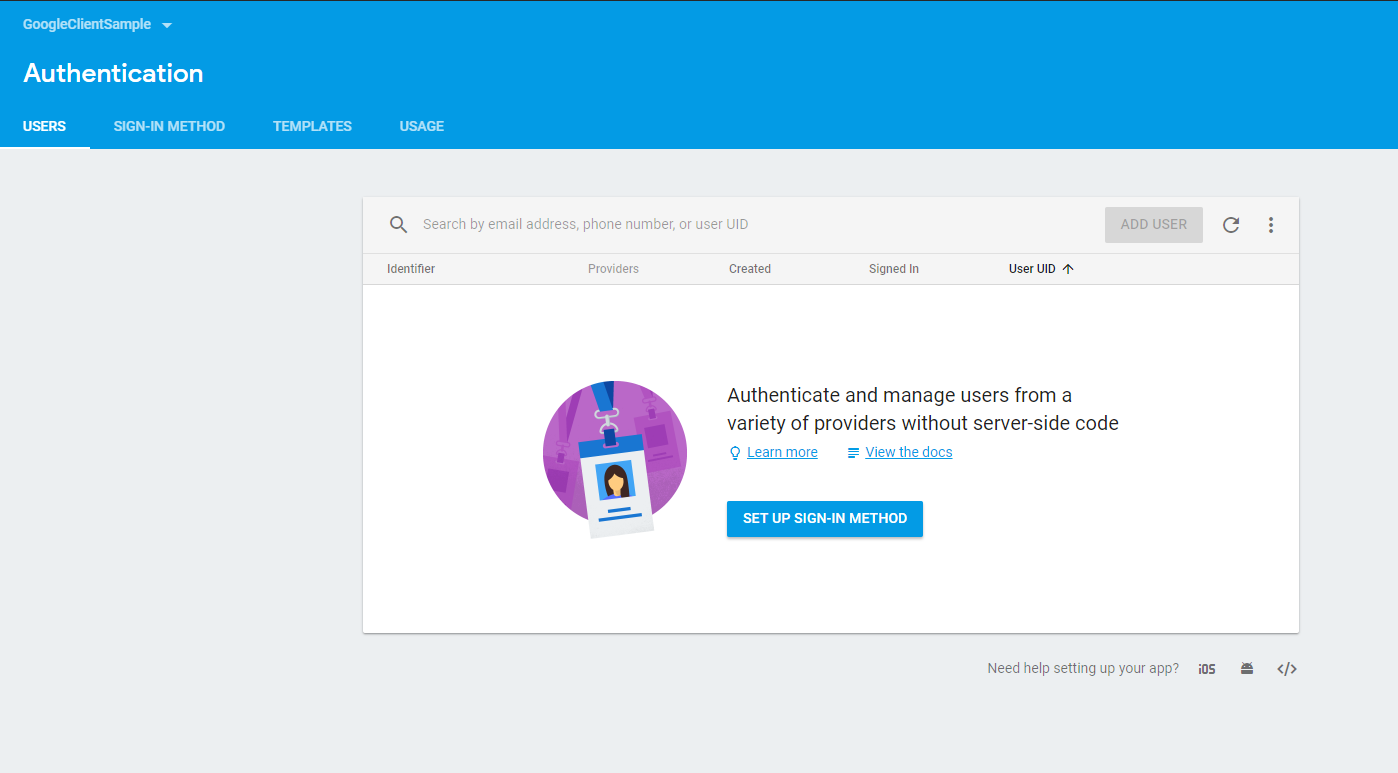 GoogleClientSample
Authentication
USERS SIGN-IN METHOD TEMPLATES USAGE
Search by email address, phone number, or user UID ADD USER
Identifier Providers Created Signed In User UID
Authenticate and manage users from a
variety of providers without server-side code
Learn more View the docs
SET UP SIGN-IN METHOD
Need help setting up your app? iOS